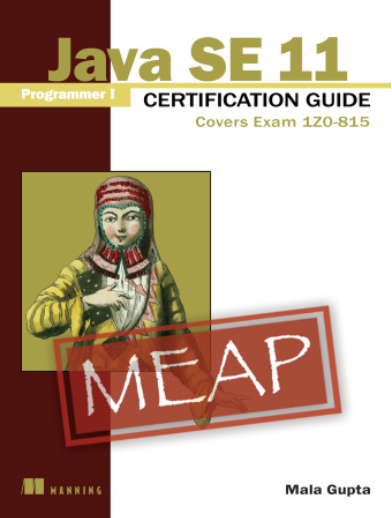 Java SE 11
Programmer I
CERTIFICATION GUIDE
Covers Exam 1Z0-815
MEAP
MANNING
Mala Gupta